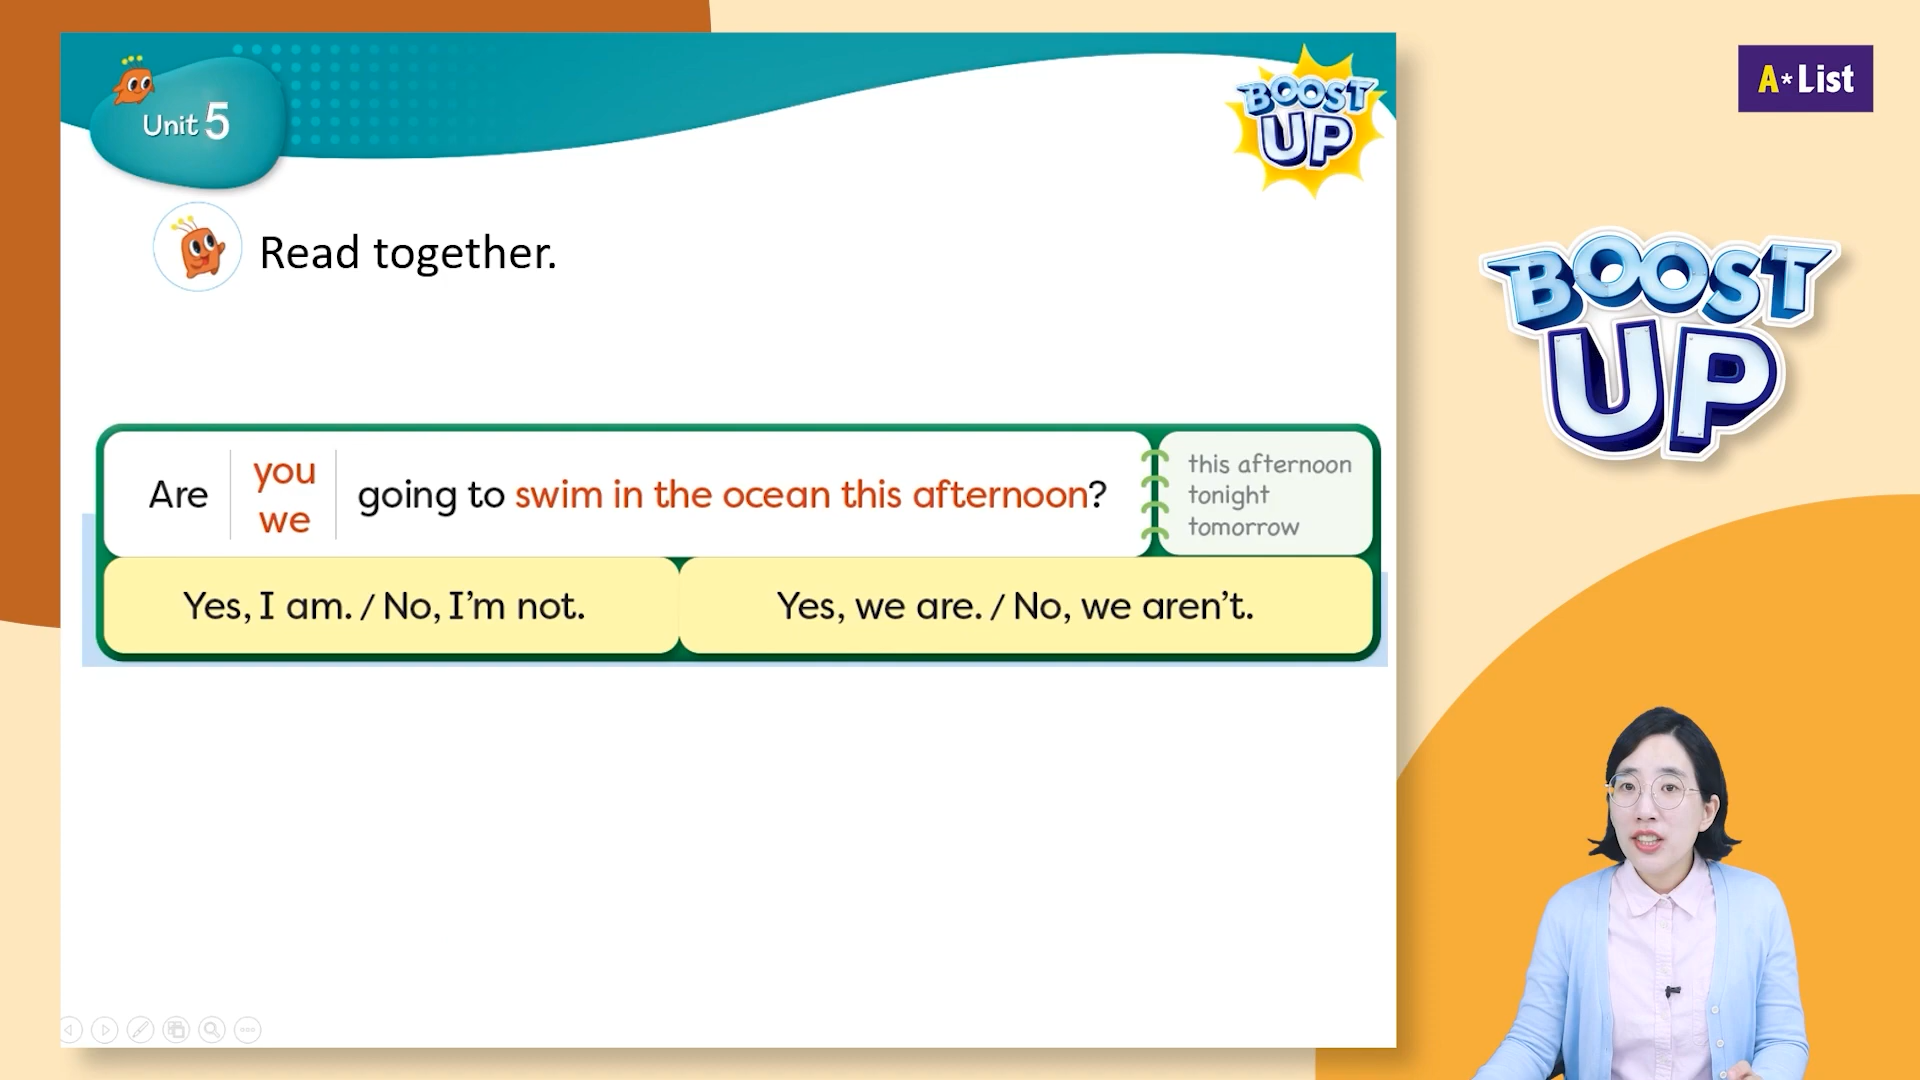 Unit 5
BOOST
UP
A*List
Read together.
BOOST
UP
Are you going to swim in the ocean this afternoon?
we
this afternoon
tonight
tomorrow
Yes, I am. / No, I'm not.
Yes, we are. / No, we aren't.